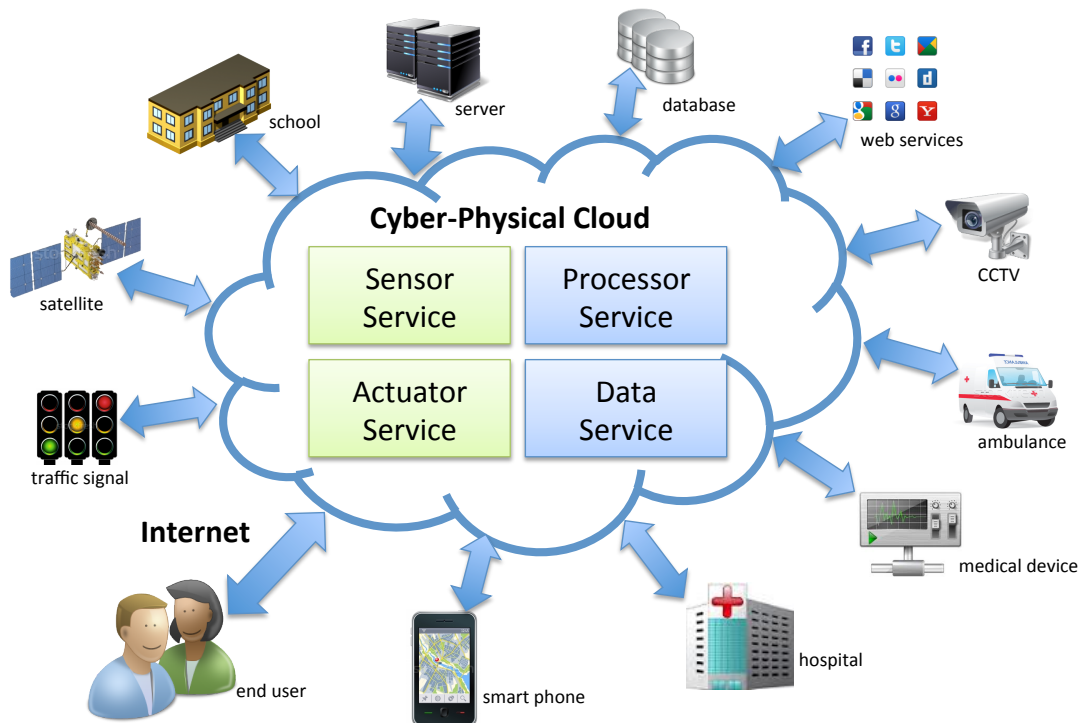 server
database
school
web services
Cyber-Physical Cloud
Sensor
Service
Processor
Service
CCTV
satellite
Actuator
Service
Data
Service
ambulance
traffic signal
Internet
medical device
hospital
end user
smart phone